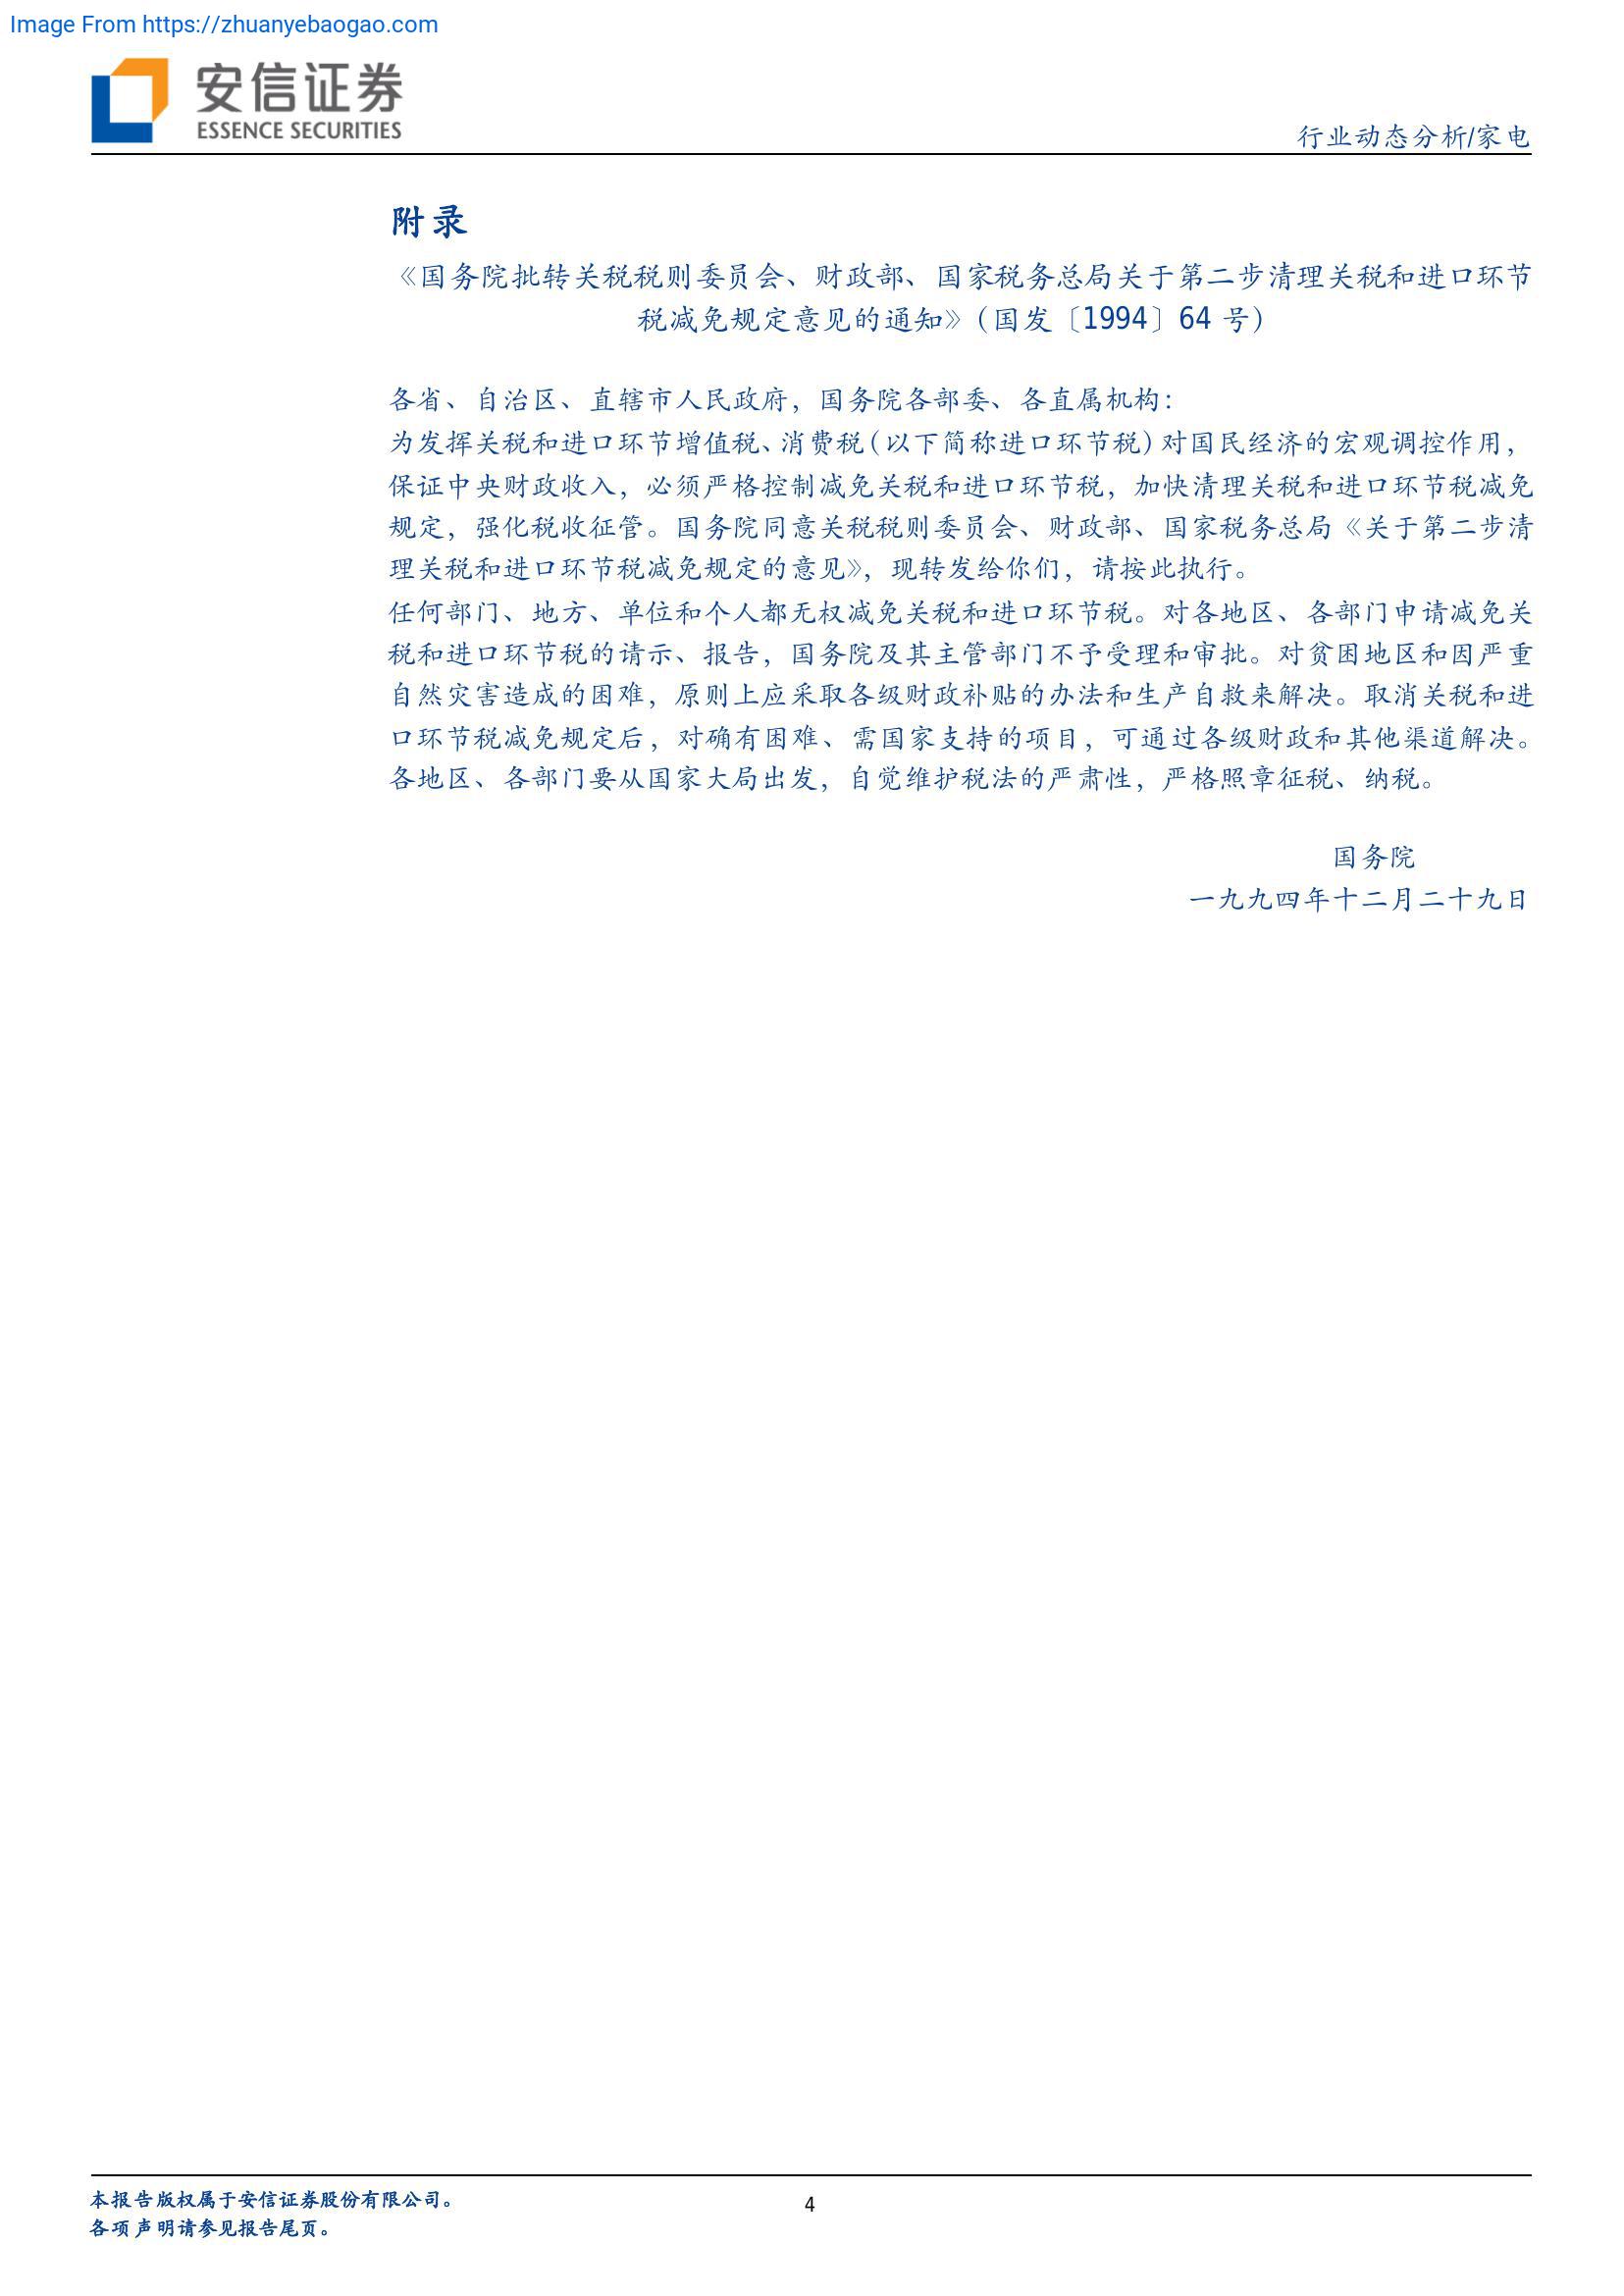 Image From https://zhuanyebaogao.com
安信证券
ESSENCE SECURITIES
行业动态分析/家电
附录
《国务院批转关税税则委员会、财政部、国家税务总局关于第二步清理关税和进口环节
税减免规定意见的通知》（国发〔1994〕64 号）
各省、自治区、直辖市人民政府，国务院各部委、各直属机构：
为发挥关税和进口环节增值税、消费税（以下简称进口环节税）对国民经济的宏观调控作用，
保证中央财政收入，必须严格控制减免关税和进口环节税，加快清理关税和进口环节税减免
规定，强化税收征管。国务院同意关税税则委员会、财政部、国家税务总局《关于第二步清
理关税和进口环节税减免规定的意见》，现转发给你们，请按此执行。
任何部门、地方、单位和个人都无权减免关税和进口环节税。对各地区、各部门申请减免关
税和进口环节税的请示、报告，国务院及其主管部门不予受理和审批。对贫困地区和因严重
自然灾害造成的困难，原则上应采取各级财政补贴的办法和生产自救来解决。取消关税和进
口环节税减免规定后，对确有困难、需国家支持的项目，可通过各级财政和其他渠道解决。
各地区、各部门要从国家大局出发，自觉维护税法的严肃性，严格照章征税、纳税。
国务院
一九九四年十二月二十九日
本报告版权属于安信证券股份有限公司。
4
各项声明请参见报告尾页。